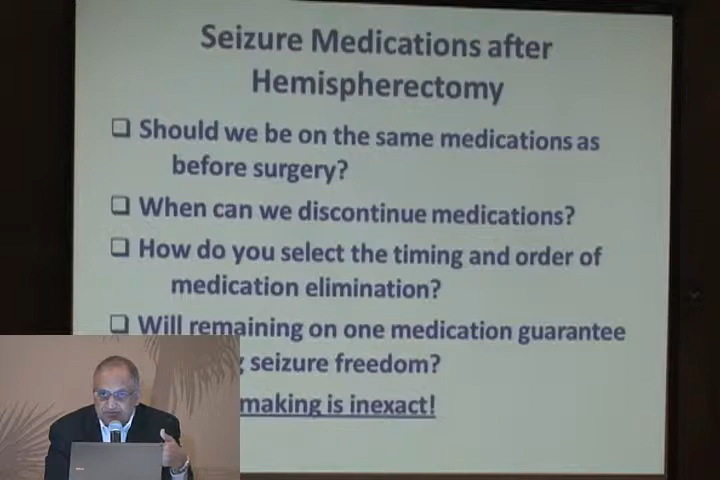 Seizure Medications after
Hemispherectomy
❑ Should we be on the same medications as
before surgery?
❑ When can we discontinue medications?
❑ How do you select the timing and order of
medication elimination?
❑ Will remaining on one medication guarantee
seizure freedom?
making is inexact!